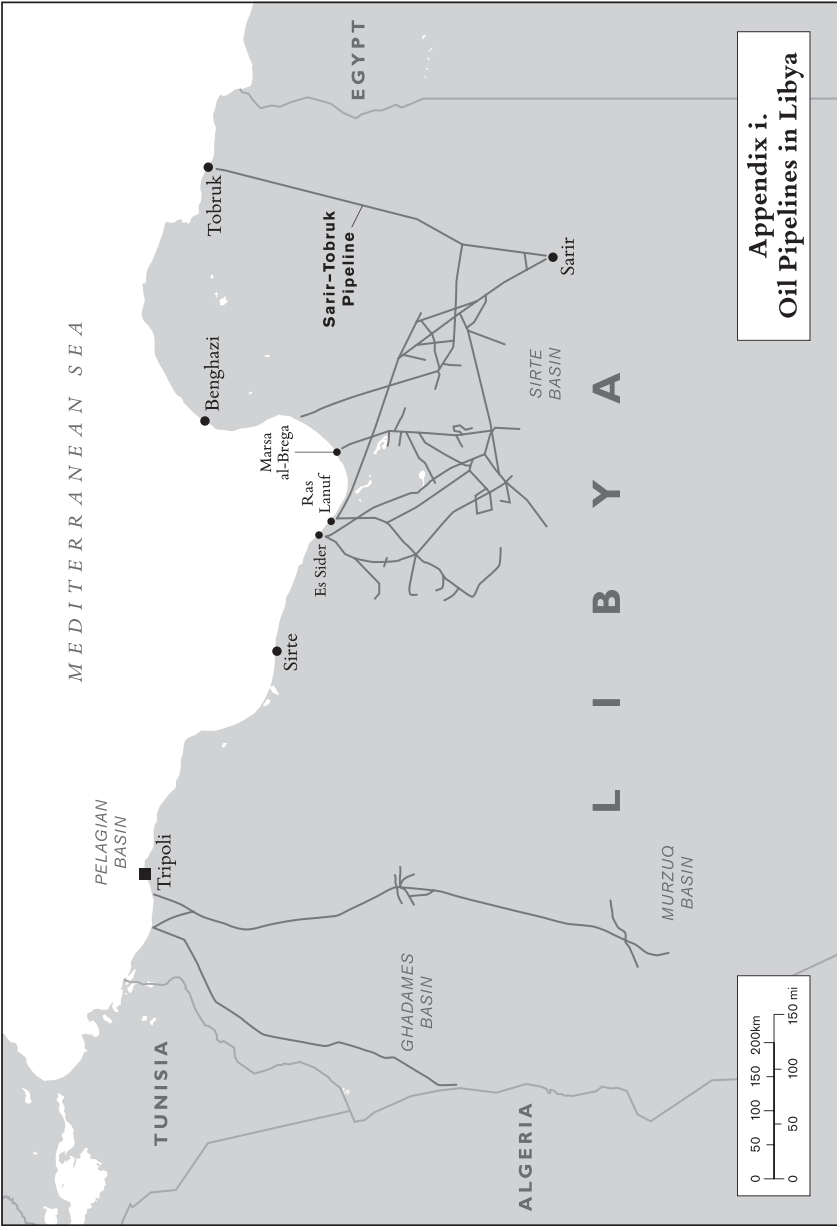 Appendix i.
Oil Pipelines in Libya
MEDITERRANEAN SEA
PELAGIAN
BASIN
Tripoli
TUNISIA
Sirte
Es Sider
Ras
Lanuf
Marsa
al-Brega
Benghazi
Tobruk
EGYPT
Sarir–Tobruk
Pipeline
Sarir
SIRTE
BASIN
LIBYA
GHADAMES
BASIN
MURZUQ
BASIN
ALGERIA
0 50 100 150 200km
0 50 100 150 mi